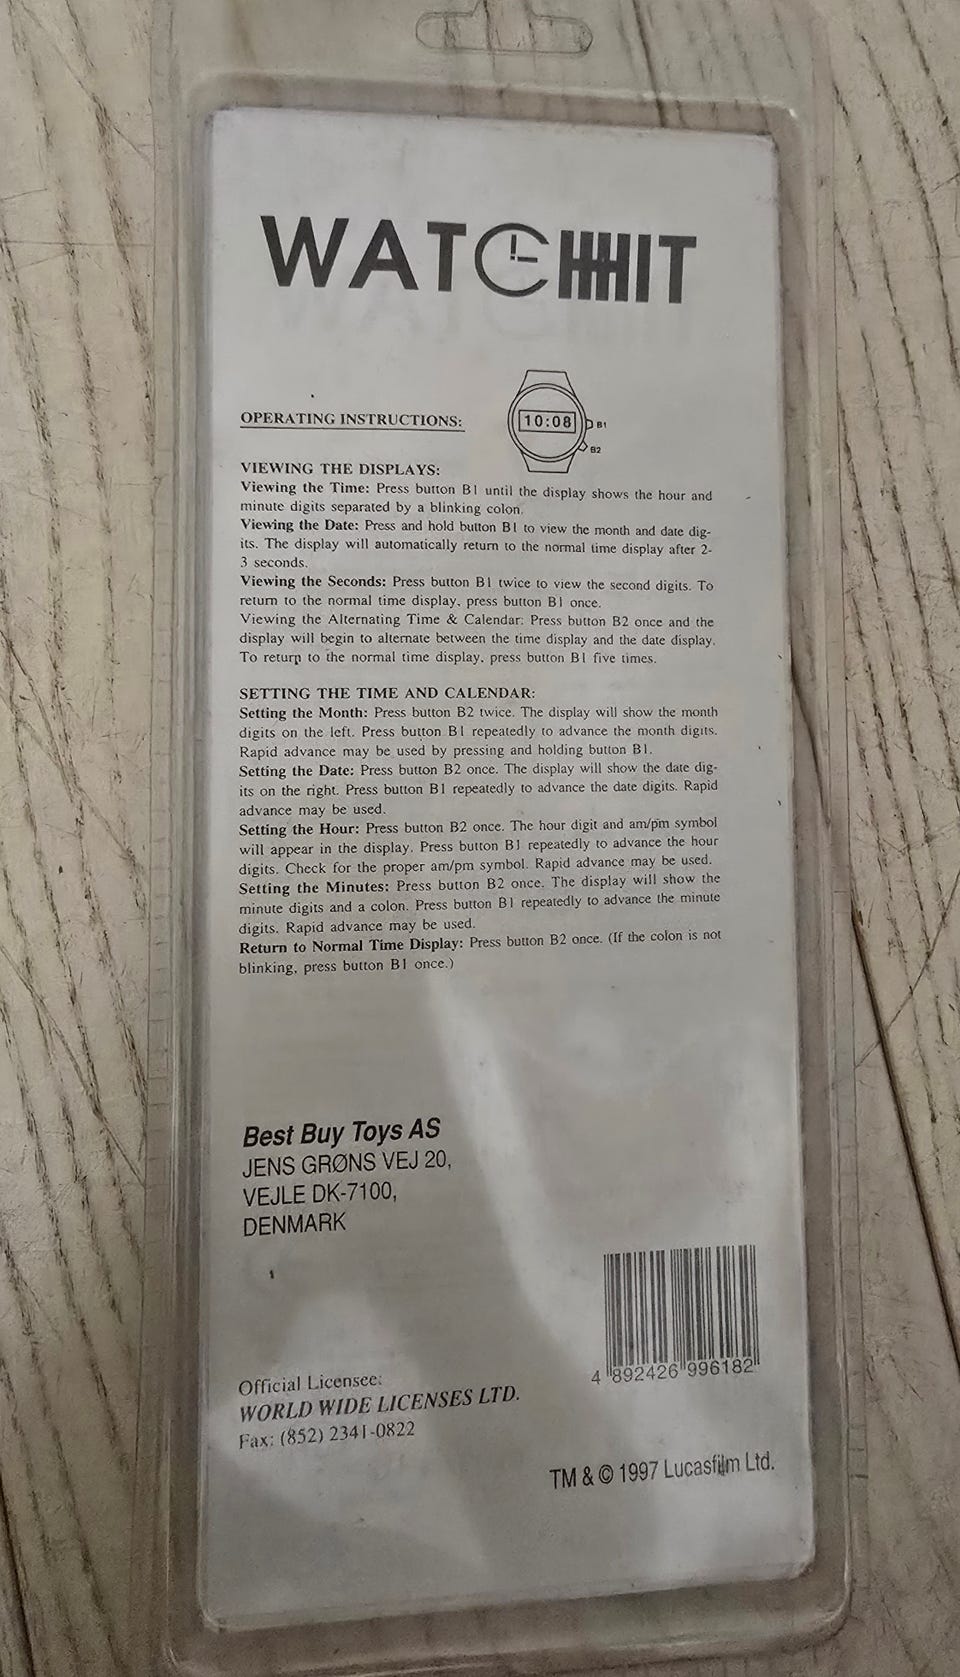 WATCHIT
OPERATING INSTRUCTIONS:
10:08
B1
B2
VIEWING THE DISPLAYS:
Viewing the Time: Press button B1 until the display shows the hour and
minute digits separated by a blinking colon.
Viewing the Date: Press and hold button B1 to view the month and date dig-
its. The display will automatically return to the normal time display after 2-
3 seconds.
Viewing the Seconds: Press button B1 twice to view the second digits. To
return to the normal time display, press button B1 once.
Viewing the Alternating Time & Calendar: Press button B2 once and the
display will begin to alternate between the time display and the date display.
To return to the normal time display, press button B1 five times.
SETTING THE TIME AND CALENDAR:
Setting the Month: Press button B2 twice. The display will show the month
digits on the left. Press button B1 repeatedly to advance the month digits.
Rapid advance may be used by pressing and holding button B1.
Setting the Date: Press button B2 once. The display will show the date dig-
its on the right. Press button B1 repeatedly to advance the date digits. Rapid
advance may be used.
Setting the Hour: Press button B2 once. The hour digit and am/pm symbol
will appear in the display. Press button B1 repeatedly to advance the hour
digits. Check for the proper am/pm symbol. Rapid advance may be used.
Setting the Minutes: Press button B2 once. The display will show the
minute digits and a colon. Press button B1 repeatedly to advance the minute
digits. Rapid advance may be used.
Return to Normal Time Display: Press button B2 once. (If the colon is not
blinking, press button B1 once.)
Best Buy Toys AS
JENS GRØNS VEJ 20,
VEJLE DK-7100,
DENMARK
4 892426 996182
Official Licensee:
WORLD WIDE LICENSES LTD.
Fax: (852) 2341-0822
TM & © 1997 Lucasfilm Ltd.